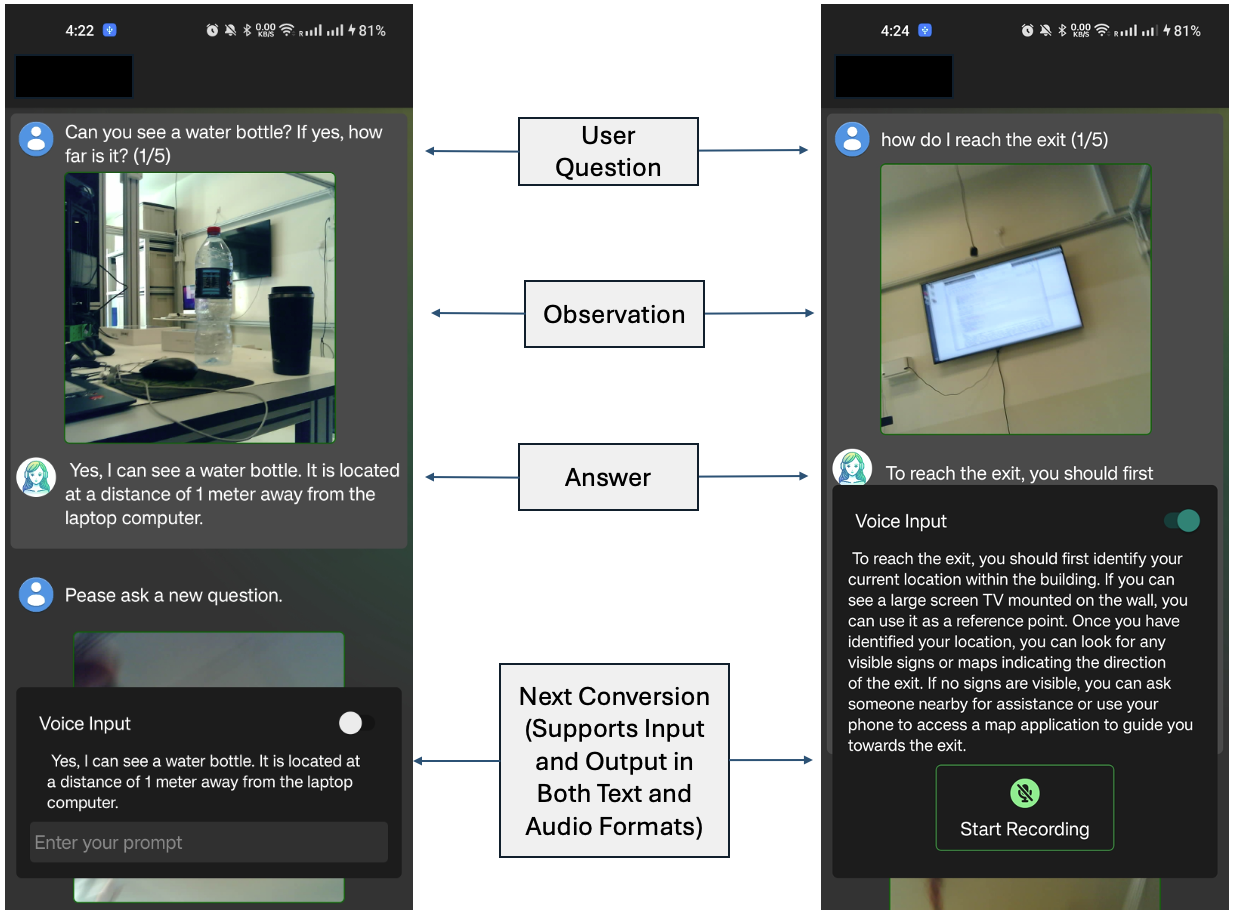 4:22
0.00
KB/S
R
81%
Can you see a water bottle? If yes, how
far is it? (1/5)
Yes, I can see a water bottle. It is located
at a distance of 1 meter away from the
laptop computer.
Pease ask a new question.
Voice Input
Yes, I can see a water bottle. It is located at
a distance of 1 meter away from the laptop
computer.
Enter your prompt
User
Question
Observation
Answer
Next Conversion
(Supports Input
and Output in
Both Text and
Audio Formats)
4:24
0.00
KB/S
R
81%
how do I reach the exit (1/5)
To reach the exit, you should first
Voice Input
To reach the exit, you should first identify your
current location within the building. If you can
see a large screen TV mounted on the wall, you
can use it as a reference point. Once you have
identified your location, you can look for any
visible signs or maps indicating the direction
of the exit. If no signs are visible, you can ask
someone nearby for assistance or use your
phone to access a map application to guide you
towards the exit.
Start Recording